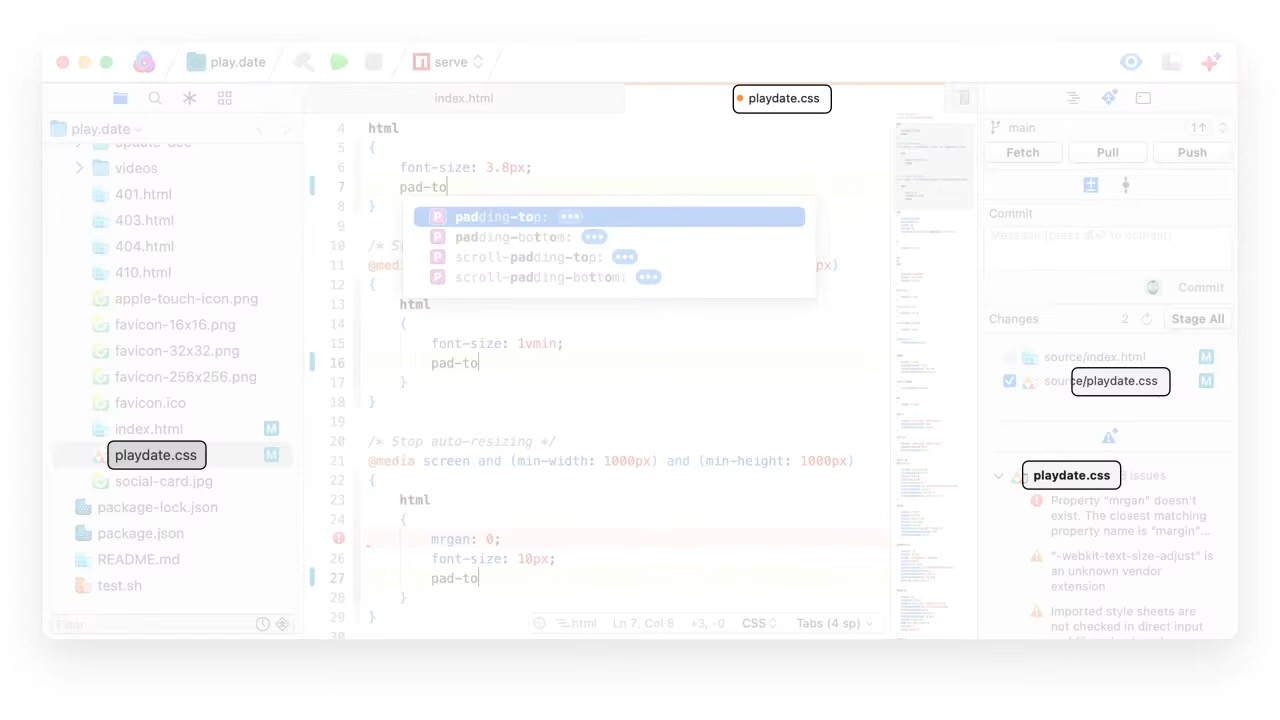 play.date
serve
index.html
playdate.css
play.date
videos
401.html
403.html
404.html
410.html
apple-touch-icon.png
favicon-16x16.png
favicon-32x32.png
favicon-256x256.png
favicon.ico
index.html M
playdate.css M
social-card.jpg
package-lock.json
package.json
README.md
test.sh
Filter
4 html
5 {
6 font-size: 3.8px;
7 pad-to
8 }
9
10 /* S
11 @medi px)
12 {
13 html
14 {
15 font-size: 1vmin;
16 pad-to
17 }
18 }
19
20 /* Stop auto-resizing */
21 @media screen and (min-width: 1000px) and (min-height: 1000px)
22 {
23 html
24 {
mrgan: 0;
26 font-size: 10px;
27 pad-to
28 }
29 }
30
P padding-top: •••
P padding-bottom: •••
P scroll-padding-top: •••
P scroll-padding-bottom: •••
html Ln 7, Col 8 +3, -0 CSS Tabs (4 sp)
main 1↑
Fetch Pull Push
Commit
Message (press ⌘⏎ to commit)
Commit
Changes 2 Stage All
source/index.html M
source/playdate.css M
playdate.css issues
Property "mrgan" doesn't
exist. The closest matching
property name is "margin"…
"-webkit-text-size-adjust" is
an unknown vendor
extension
Imported style sheets are
not checked in direct input